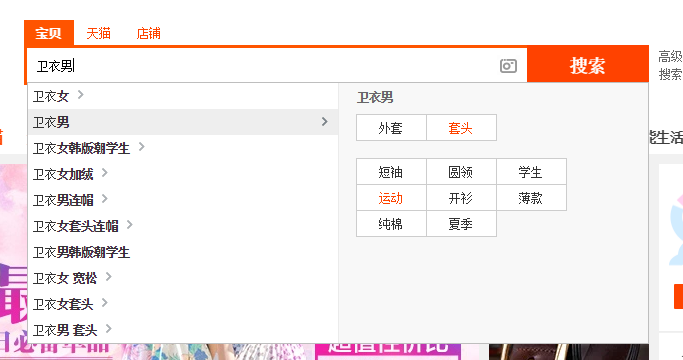 宝贝 天猫 店铺
卫衣男
搜索
高级
搜索
卫衣女
卫衣男
卫衣女韩版潮学生
卫衣女加绒
卫衣男连帽
卫衣女套头连帽
卫衣男韩版潮学生
卫衣女 宽松
卫衣女套头
卫衣男 套头
卫衣男
外套 套头
短袖 圆领 学生
运动 开衫 薄款
纯棉 夏季
能生活
超值性价比